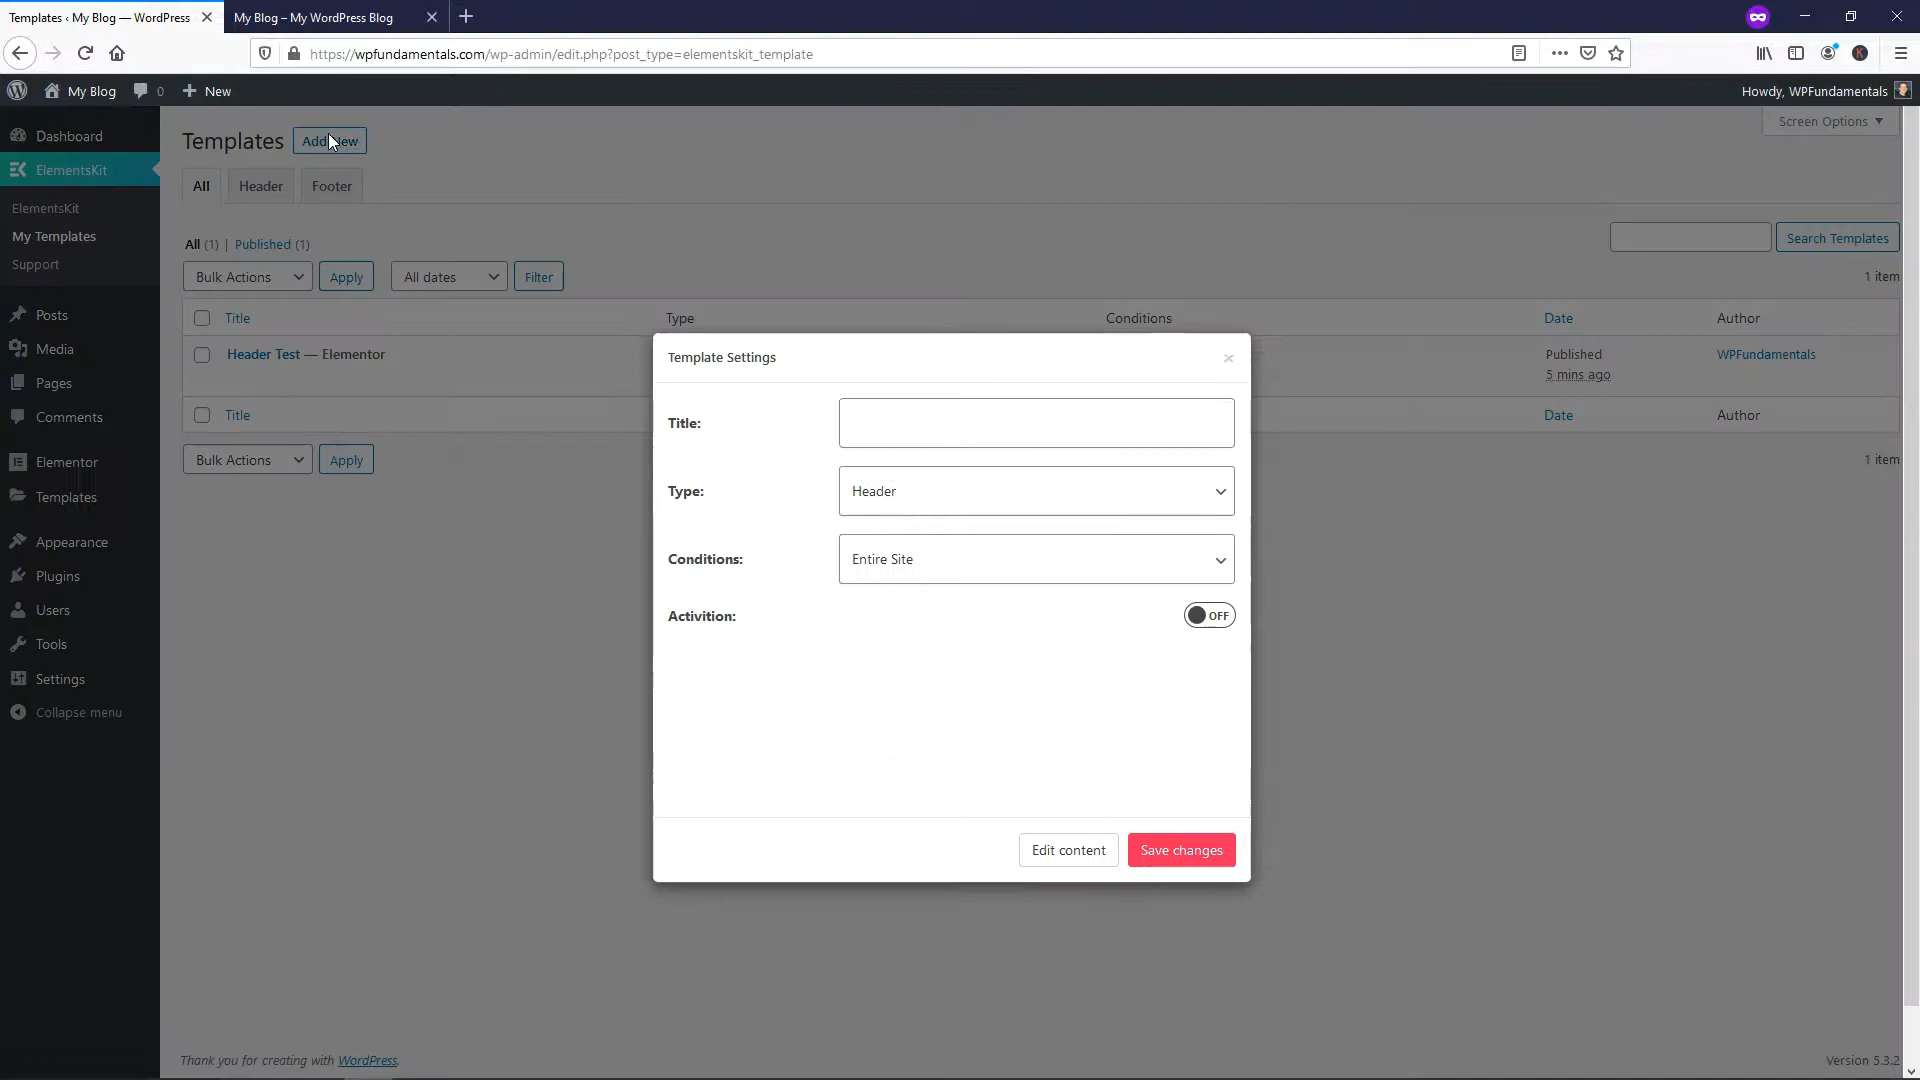 Templates ‹ My Blog — WordPress
My Blog – My WordPress Blog
https://wpfundamentals.com/wp-admin/edit.php?post_type=elementskit_template
My Blog
0
New
Howdy, WPFundamentals
Dashboard
ElementsKit
ElementsKit
My Templates
Support
Posts
Media
Pages
Comments
Elementor
Templates
Appearance
Plugins
Users
Tools
Settings
Collapse menu
Templates
Add New
Screen Options
All
Header
Footer
All (1) | Published (1)
Search Templates
Bulk Actions
Apply
All dates
Filter
1 item
Title
Type
Conditions
Date
Author
Header Test — Elementor
Published
5 mins ago
WPFundamentals
Title
Date
Author
Bulk Actions
Apply
1 item
Template Settings
×
Title:
Type:
Header
Conditions:
Entire Site
Activition:
OFF
Edit content
Save changes
Thank you for creating with WordPress.
Version 5.3.2